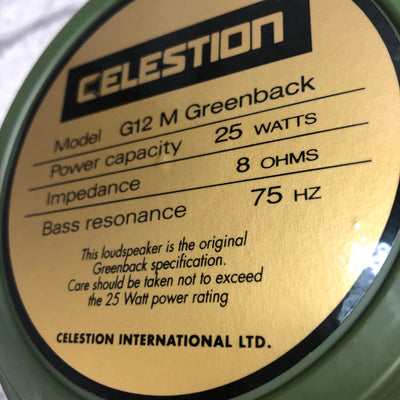 CELESTION
Model G12 M Greenback
Power capacity 25 WATTS
Impedance 8 OHMS
Bass resonance 75 HZ
This loudspeaker is the original
Greenback specification.
Care should be taken not to exceed
the 25 Watt power rating
CELESTION INTERNATIONAL LTD.